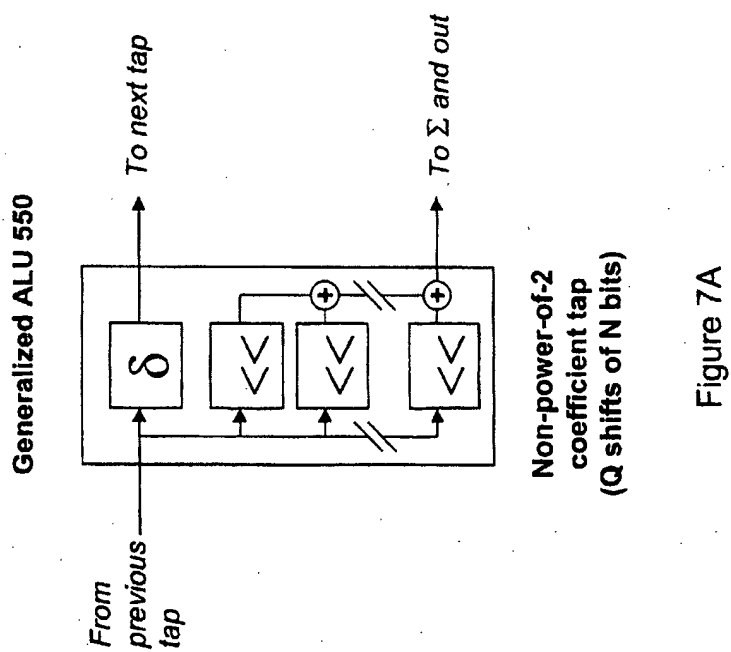 Generalized ALU 550
From
previous
tap
To next tap
δ
<<
<<
+
<<
+
To Σ and out
Non-power-of-2
coefficient tap
(Q shifts of N bits)
Figure 7A